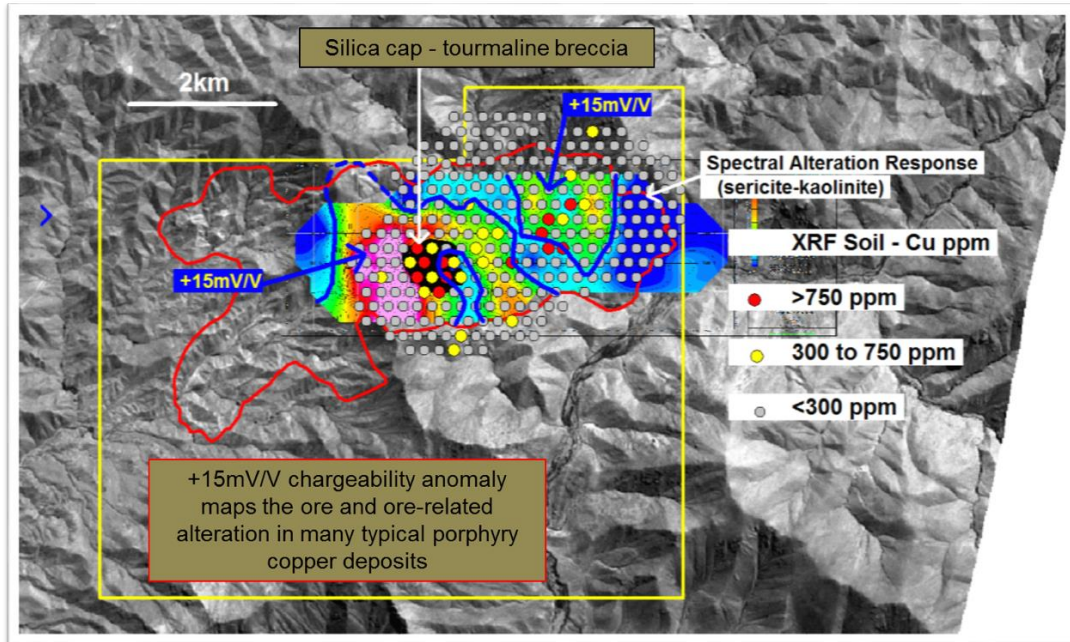 Silica cap - tourmaline breccia
2km
+15mV/V
Spectral Alteration Response
(sericite-kaolinite)
XRF Soil - Cu ppm
+15mV/V
>750 ppm
300 to 750 ppm
<300 ppm
+15mV/V chargeability anomaly
maps the ore and ore-related
alteration in many typical porphyry
copper deposits